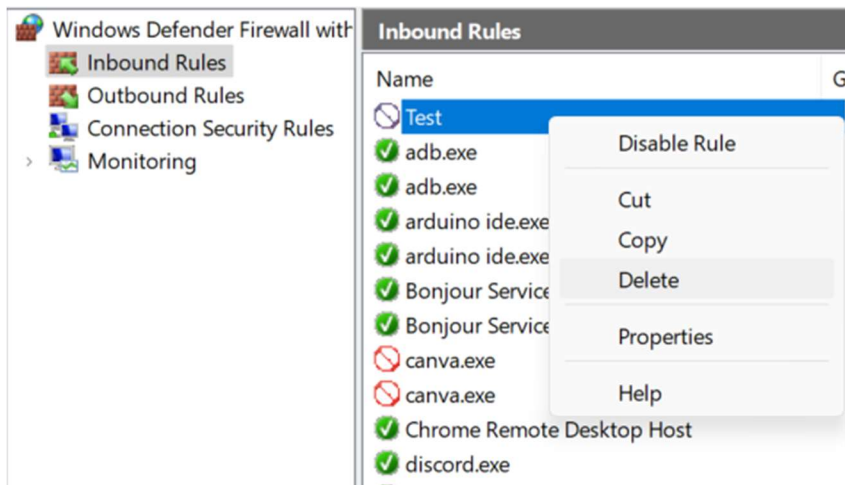 Windows Defender Firewall with
Inbound Rules
Outbound Rules
Connection Security Rules
Monitoring
Inbound Rules
Name
G
Test
adb.exe
adb.exe
arduino ide.exe
arduino ide.exe
Bonjour Service
Bonjour Service
canva.exe
canva.exe
Chrome Remote Desktop Host
discord.exe
Disable Rule
Cut
Copy
Delete
Properties
Help